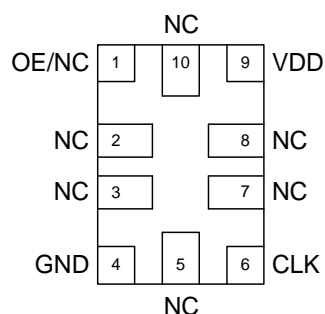 NC
OE/NC 1 10 9 VDD
NC 2 8 NC
NC 3 7 NC
GND 4 5 6 CLK
NC